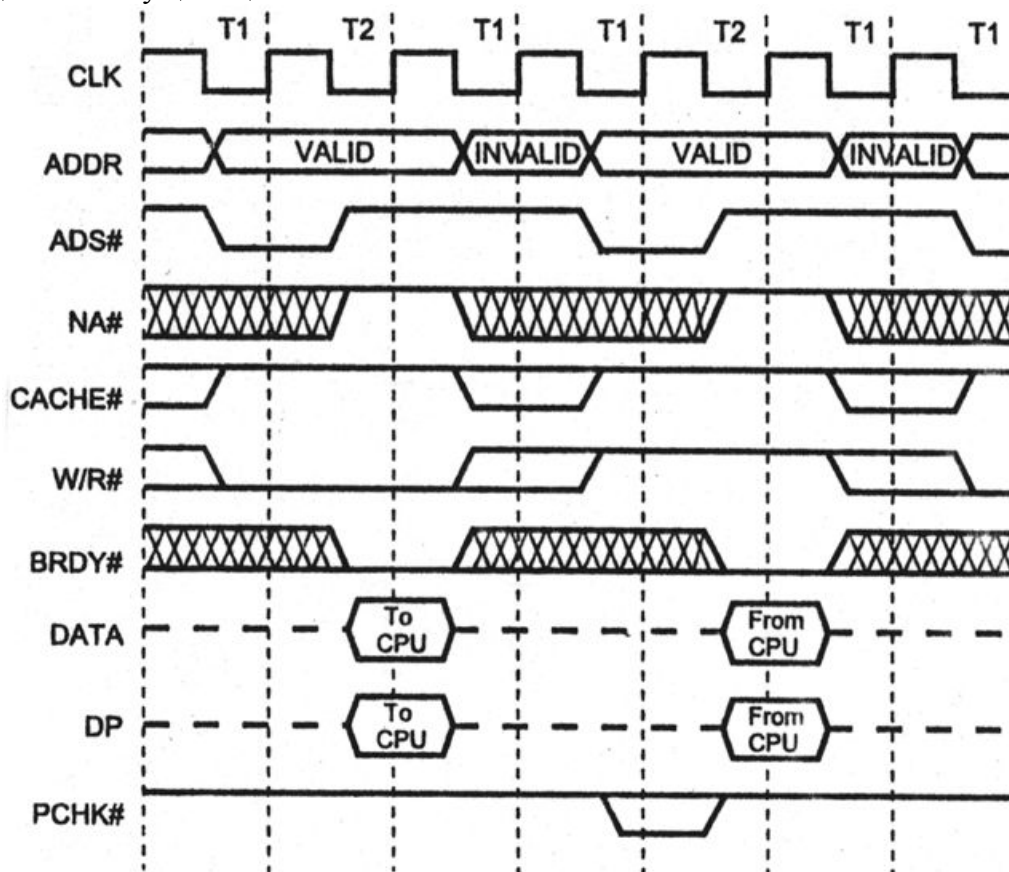 T1 T2 T1 T1 T2 T1 T1
CLK
ADDR VALID INVALID VALID INVALID
ADS#
NA#
CACHE#
W/R#
BRDY#
DATA To CPU From CPU
DP To CPU From CPU
PCHK#